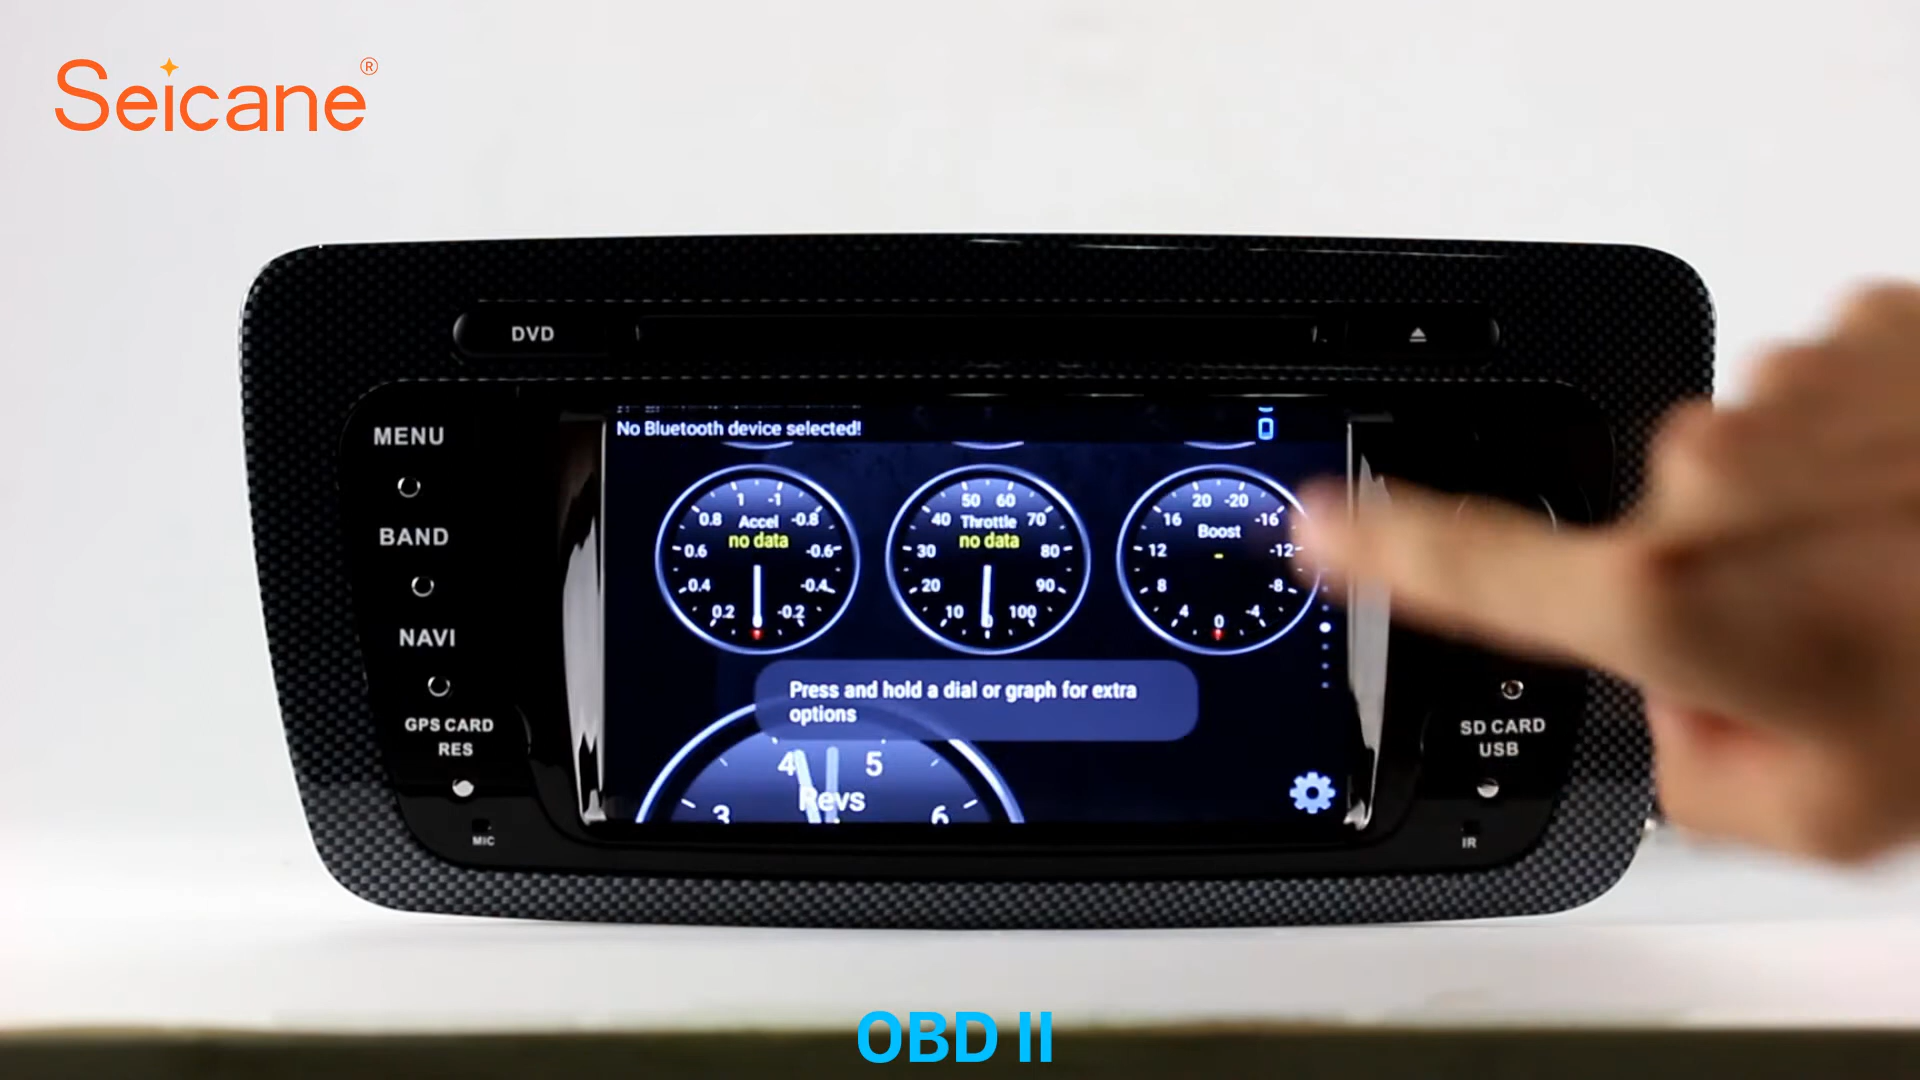 Seicane®
DVD
MENU
BAND
NAVI
GPS CARD
RES
MIC
No Bluetooth device selected!
1 -1
0.8 Accel -0.8
no data
0.6 -0.6
0.4 -0.4
0.2 -0.2
50 60
40 Throttle 70
no data
30 80
20 90
10 100
0
20 -20
16 -16
Boost
-
12 -12
8 -8
4 -4
0
Press and hold a dial or graph for extra
options
4 5
Revs
3 6
SD CARD
USB
IR
OBD II